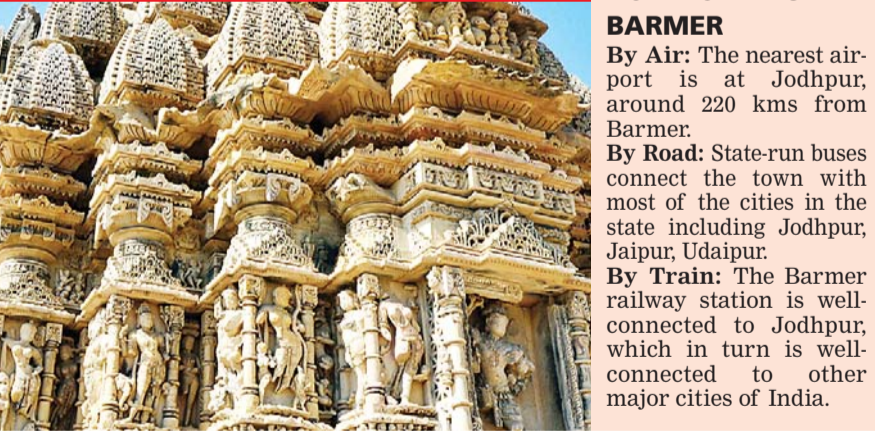 BARMER
By Air: The nearest air-
port is at Jodhpur,
around 220 kms from
Barmer.
By Road: State-run buses
connect the town with
most of the cities in the
state including Jodhpur,
Jaipur, Udaipur.
By Train: The Barmer
railway station is well-
connected to Jodhpur,
which in turn is well-
connected to other
major cities of India.